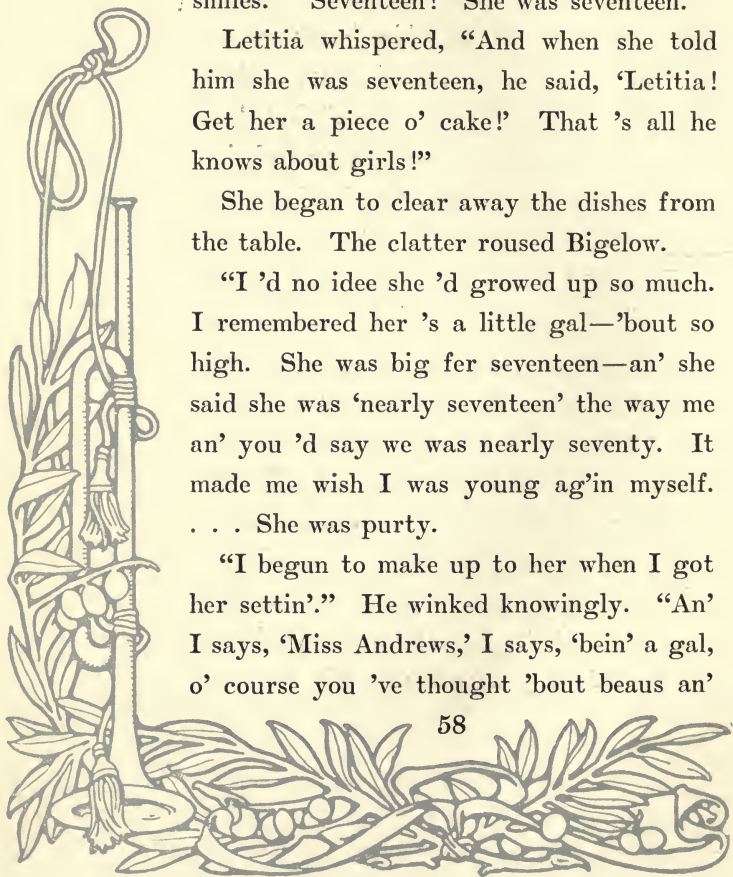 shines. Seventeen! She was seventeen."
Letitia whispered, “And when she told
him she was seventeen, he said, ‘Letitia!
Get her a piece o’ cake!’ That ’s all he
knows about girls!”
She began to clear away the dishes from
the table. The clatter roused Bigelow.
“I ’d no idee she ’d growed up so much.
I remembered her ’s a little gal—’bout so
high. She was big fer seventeen—an’ she
said she was ‘nearly seventeen’ the way me
an’ you ’d say we was nearly seventy. It
made me wish I was young ag’in myself.
. . . She was purty.
“I begun to make up to her when I got
her settin’.” He winked knowingly. “An’
I says, ‘Miss Andrews,’ I says, ‘bein’ a gal,
o’ course you ’ve thought ’bout beaus an’
58